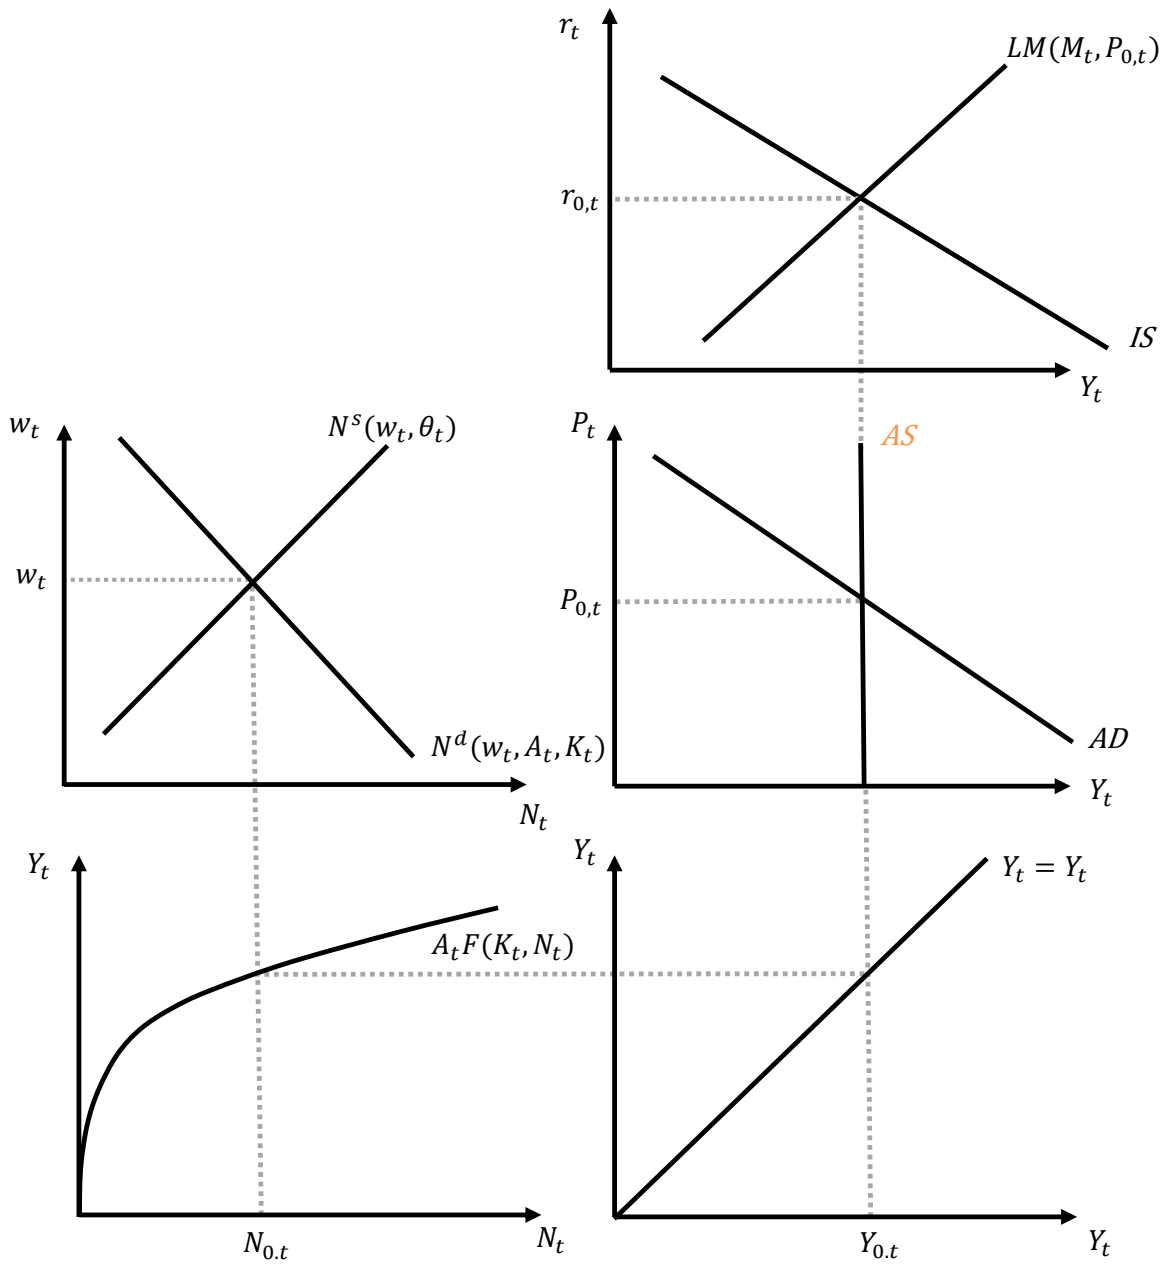 r_t
LM(M_t, P_{0,t})
r_{0,t}
IS
Y_t
w_t
N^s(w_t, θ_t)
w_t
N^d(w_t, A_t, K_t)
N_t
P_t
AS
P_{0,t}
AD
Y_t
Y_t
A_tF(K_t, N_t)
N_{0.t}
N_t
Y_t
Y_t = Y_t
Y_{0.t}
Y_t